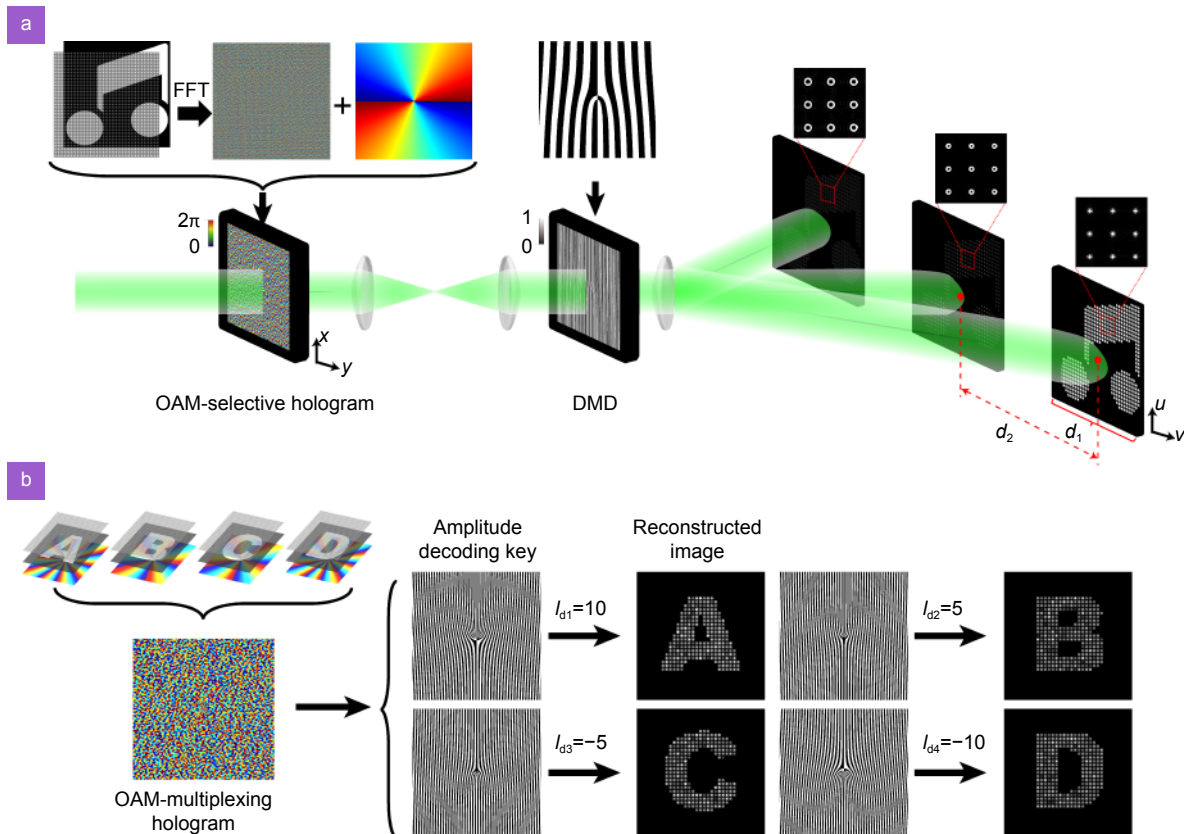 a
FFT
+
2π
0
1
0
x
y
OAM-selective hologram
DMD
d2
d1
u
v
b
A B C D
Amplitude
decoding key
Reconstructed
image
ld1=10
A
ld2=5
B
ld3=−5
C
ld4=−10
D
OAM-multiplexing
hologram